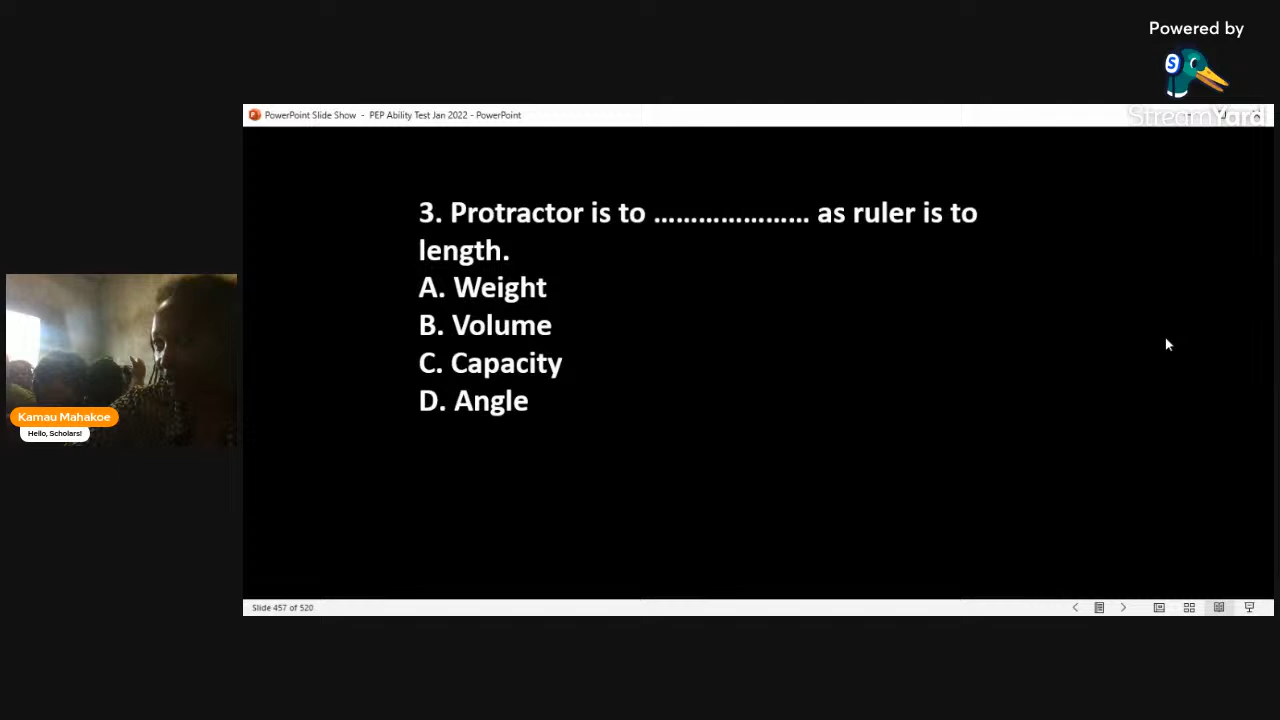 Powered by
StreamYard
PowerPoint Slide Show - PEP Ability Test Jan 2022 - PowerPoint
3. Protractor is to ………………… as ruler is to
length.
A. Weight
B. Volume
C. Capacity
D. Angle
Kamau Mahakoe
Hello, Scholars!
Slide 457 of 520